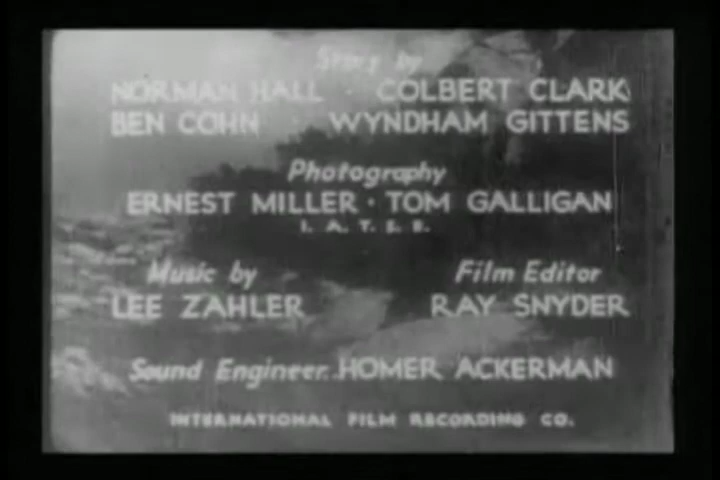 Story by
NORMAN HALL · COLBERT CLARK
BEN COHN · WYNDHAM GITTENS
Photography
ERNEST MILLER · TOM GALLIGAN
I. A. T. S. E.
Music by Film Editor
LEE ZAHLER RAY SNYDER
Sound Engineer...HOMER ACKERMAN
INTERNATIONAL FILM RECORDING CO.